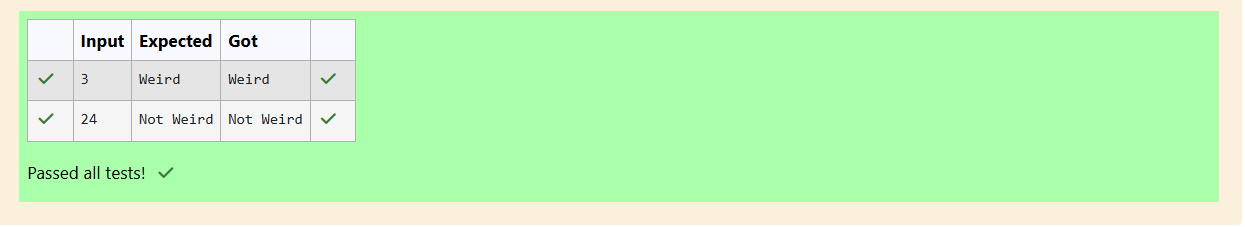 Input Expected Got
3 Weird Weird
24 Not Weird Not Weird
Passed all tests!